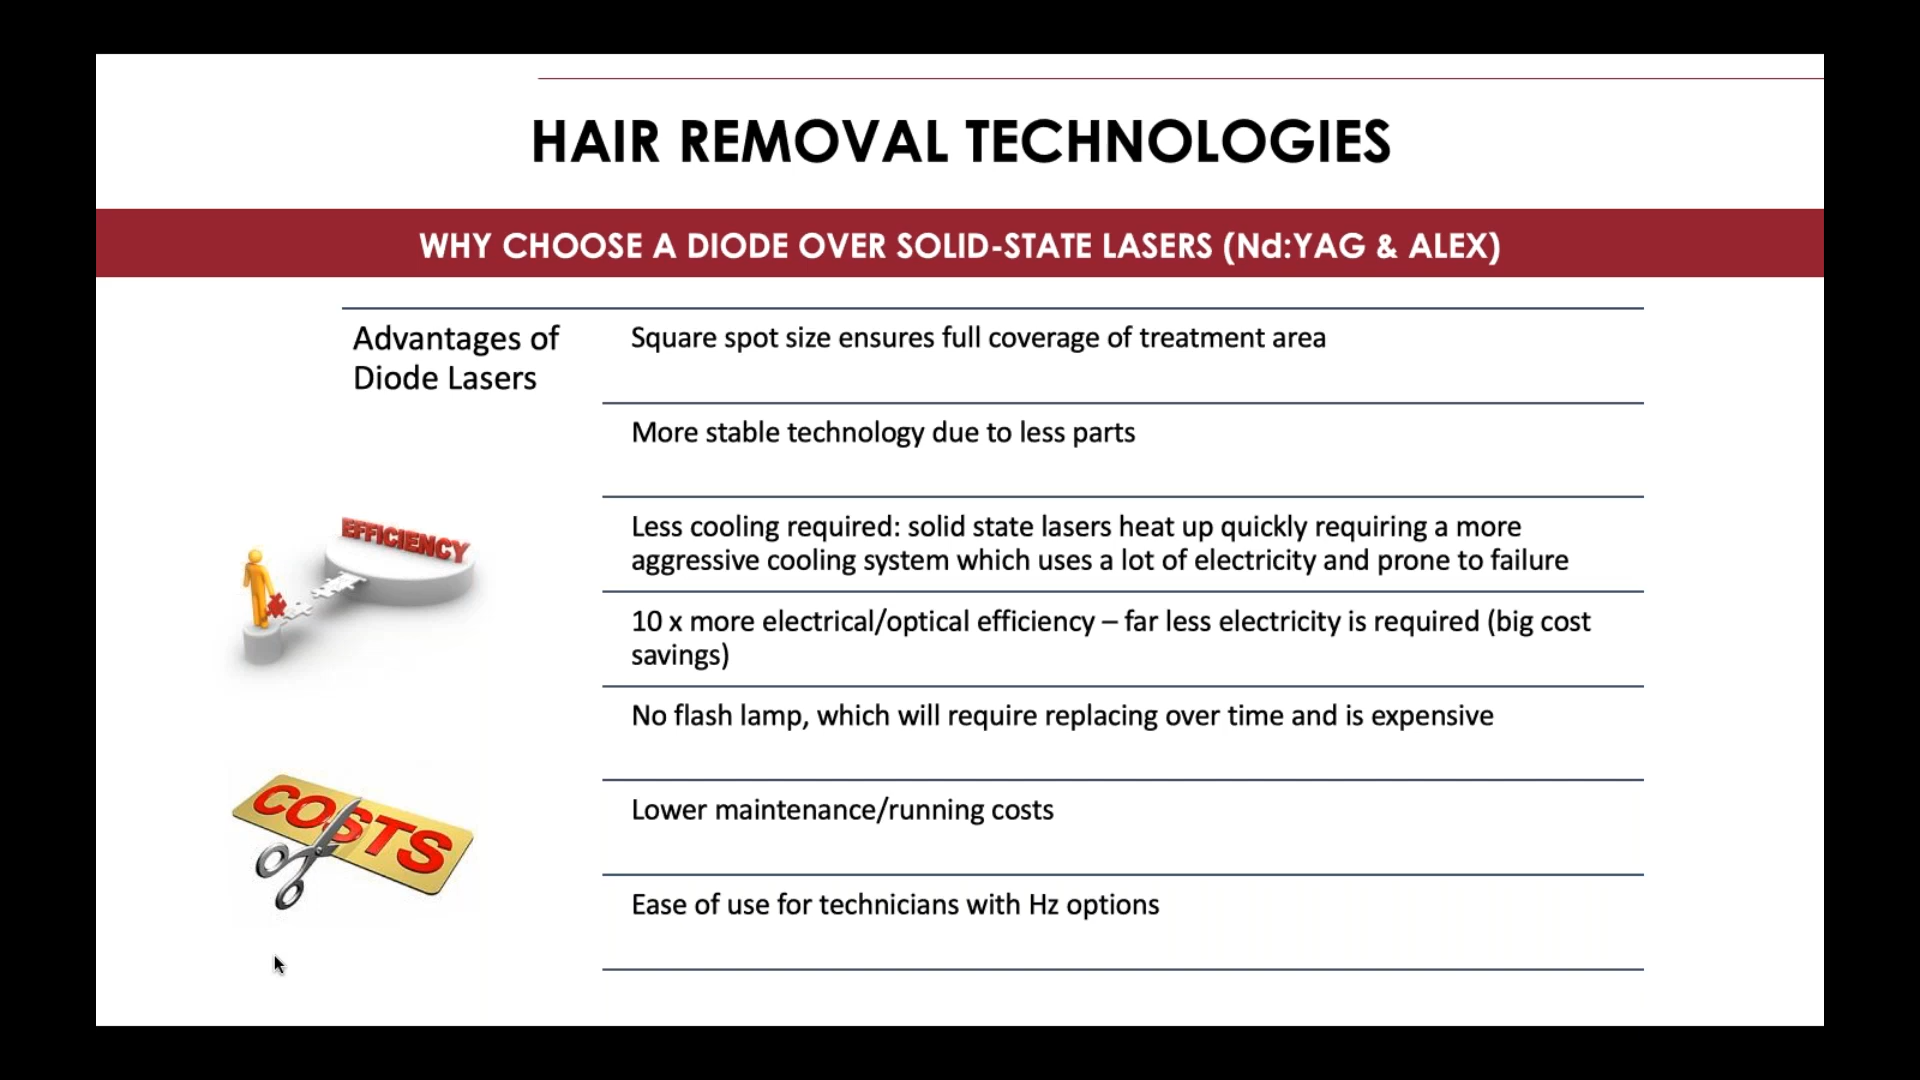 HAIR REMOVAL TECHNOLOGIES
WHY CHOOSE A DIODE OVER SOLID-STATE LASERS (Nd:YAG & ALEX)
Advantages of
Diode Lasers
Square spot size ensures full coverage of treatment area
More stable technology due to less parts
Less cooling required: solid state lasers heat up quickly requiring a more
aggressive cooling system which uses a lot of electricity and prone to failure
10 x more electrical/optical efficiency – far less electricity is required (big cost
savings)
No flash lamp, which will require replacing over time and is expensive
Lower maintenance/running costs
Ease of use for technicians with Hz options
EFFICIENCY
COSTS